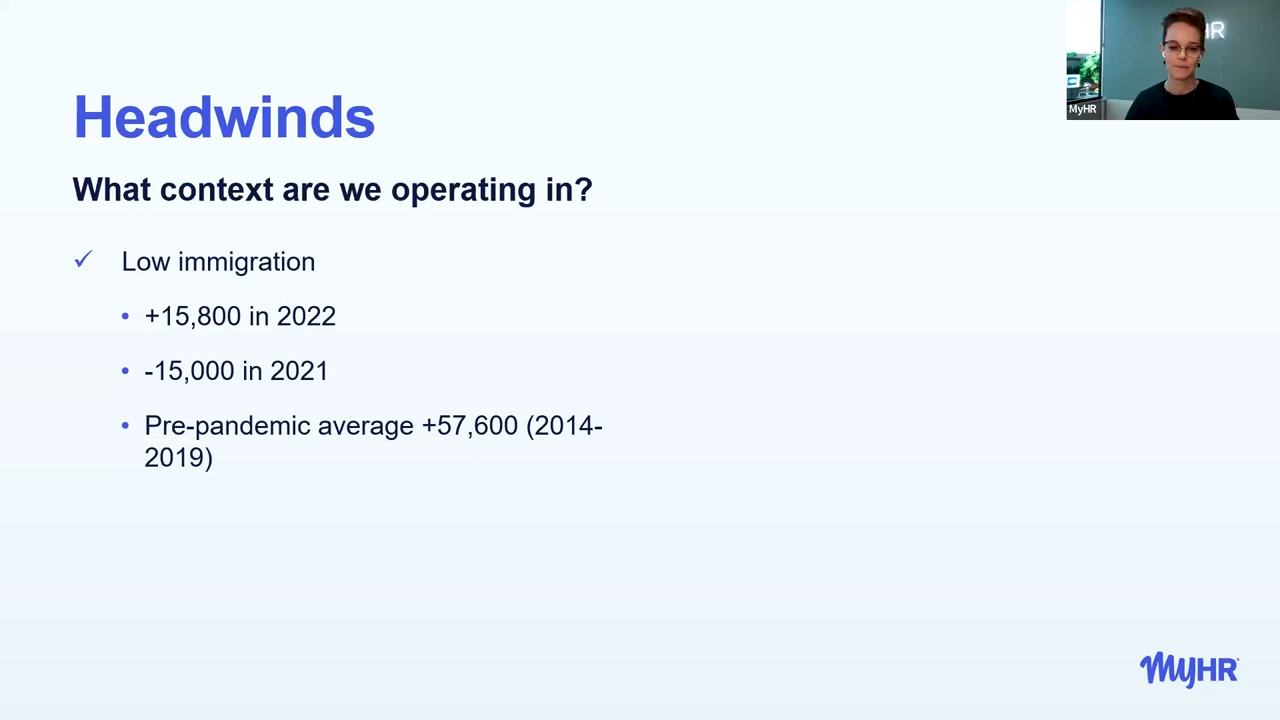 HR
MyHR
Headwinds
What context are we operating in?
✓ Low immigration
• +15,800 in 2022
• -15,000 in 2021
• Pre-pandemic average +57,600 (2014-
2019)
MyHR